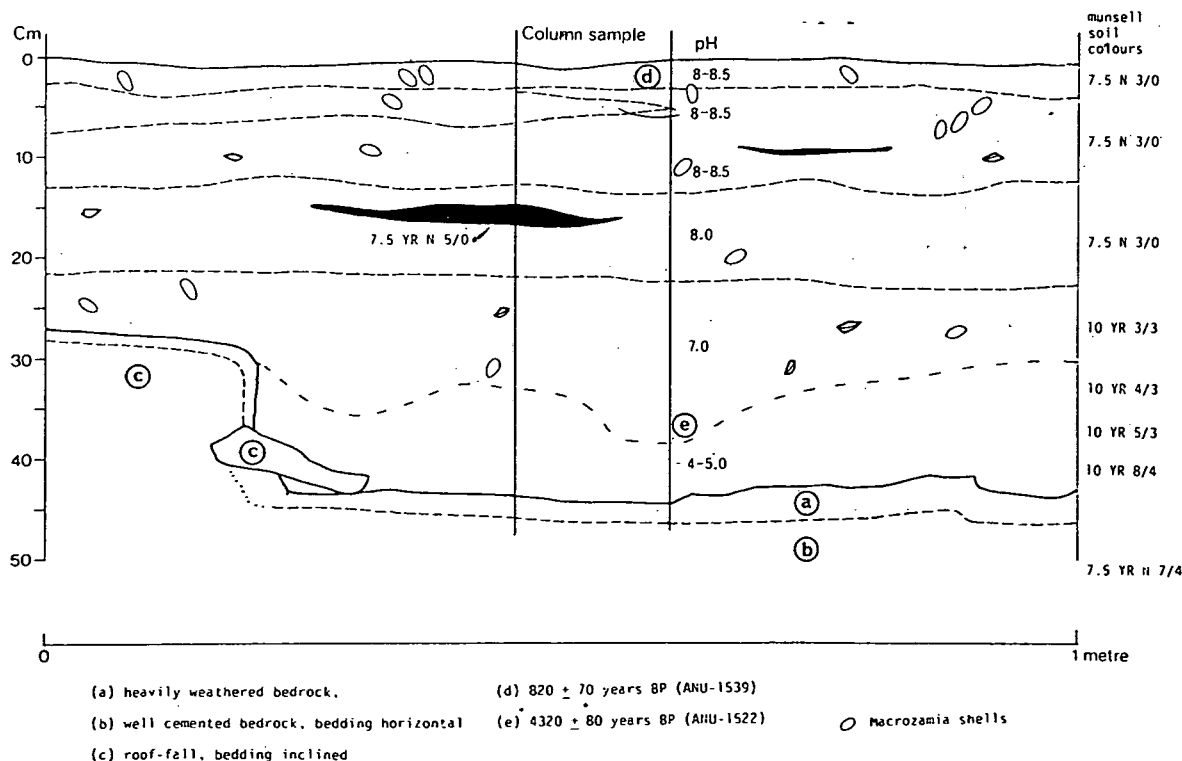 Cm
Column sample
pH
munsell
soil
colours
0
d
8-8.5
7.5 N 3/0
8-8.5
10
8-8.5
7.5 N 3/0
7.5 YR N 5/0
8.0
7.5 N 3/0
20
7.0
10 YR 3/3
30
c
10 YR 4/3
e
10 YR 5/3
c
40
4-5.0
10 YR 8/4
a
b
50
7.5 YR N 7/4
0
1 metre
(a) heavily weathered bedrock,
(b) well cemented bedrock, bedding horizontal
(c) roof-fall, bedding inclined
(d) 820 ± 70 years BP (ANU-1539)
(e) 4320 ± 80 years BP (ANU-1522)
Macrozamia shells